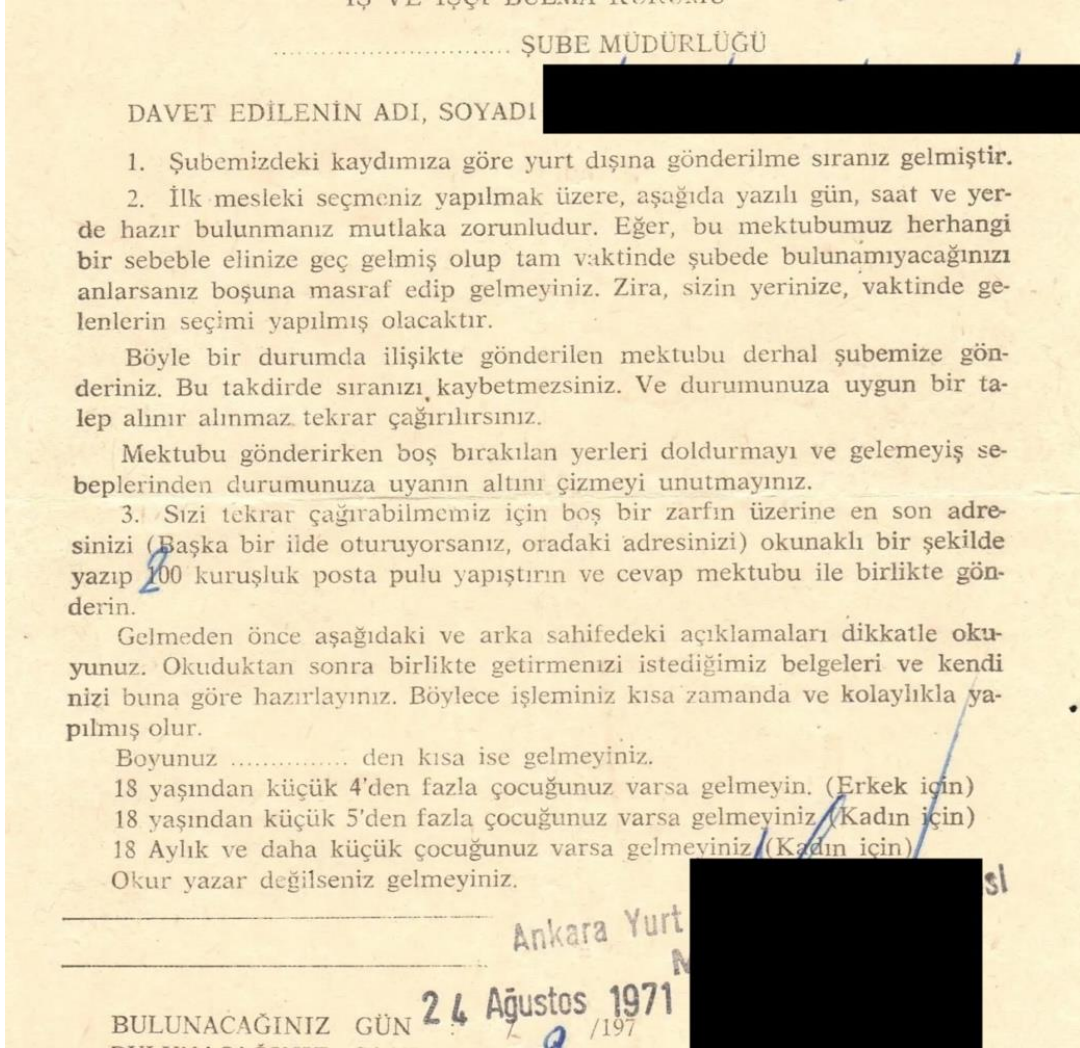 İŞ VE İŞÇİ BULMA KURUMU
.................................. ŞUBE MÜDÜRLÜĞÜ
DAVET EDİLENİN ADI, SOYADI
1. Şubemizdeki kaydımıza göre yurt dışına gönderilme sıranız gelmiştir.
2. İlk mesleki seçmeniz yapılmak üzere, aşağıda yazılı gün, saat ve yer-
de hazır bulunmanız mutlaka zorunludur. Eğer, bu mektubumuz herhangi
bir sebeble elinize geç gelmiş olup tam vaktinde şubede bulunamıyacağınızı
anlarsanız boşuna masraf edip gelmeyiniz. Zira, sizin yerinize, vaktinde ge-
lenlerin seçimi yapılmış olacaktır.
Böyle bir durumda ilişikte gönderilen mektubu derhal şubemize gön-
deriniz. Bu takdirde sıranızı kaybetmezsiniz. Ve durumunuza uygun bir ta-
lep alınır alınmaz tekrar çağırılırsınız.
Mektubu gönderirken boş bırakılan yerleri doldurmayı ve gelemeyiş se-
beplerinden durumunuza uyanın altını çizmeyi unutmayınız.
3. Sizi tekrar çağırabilmemiz için boş bir zarfın üzerine en son adre-
sinizi (Başka bir ilde oturuyorsanız, oradaki adresinizi) okunaklı bir şekilde
yazıp 200 kuruşluk posta pulu yapıştırın ve cevap mektubu ile birlikte gön-
derin.
Gelmeden önce aşağıdaki ve arka sahifedeki açıklamaları dikkatle oku-
yunuz. Okuduktan sonra birlikte getirmenizi istediğimiz belgeleri ve kendi
nizi buna göre hazırlayınız. Böylece işleminiz kısa zamanda ve kolaylıkla ya-
pılmış olur.
Boyunuz ............... den kısa ise gelmeyiniz.
18 yaşından küçük 4'den fazla çocuğunuz varsa gelmeyin. (Erkek için)
18 yaşından küçük 5'den fazla çocuğunuz varsa gelmeyiniz (Kadın için)
18 Aylık ve daha küçük çocuğunuz varsa gelmeyiniz (Kadın için)
Okur yazar değilseniz gelmeyiniz.
Ankara Yurt
24 Ağustos 1971
BULUNACAĞINIZ GÜN : /197